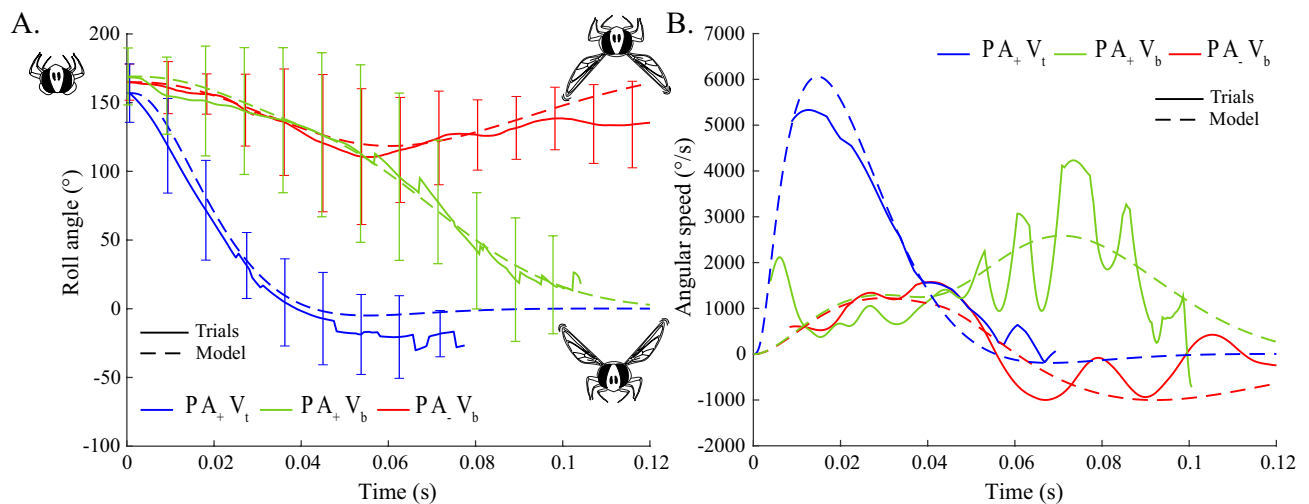 A.
200
150
100
50
0
-50
-100
Roll angle (°)
Trials
Model
PA+ Vt PA+ Vb PA- Vb
0 0.02 0.04 0.06 0.08 0.1 0.12
Time (s)
B.
PA+ Vt PA+ Vb PA- Vb
Trials
Model
6000
5000
4000
3000
2000
1000
0
-1000
-2000
Angular speed (°/s)
0 0.02 0.04 0.06 0.08 0.1 0.12
Time (s)